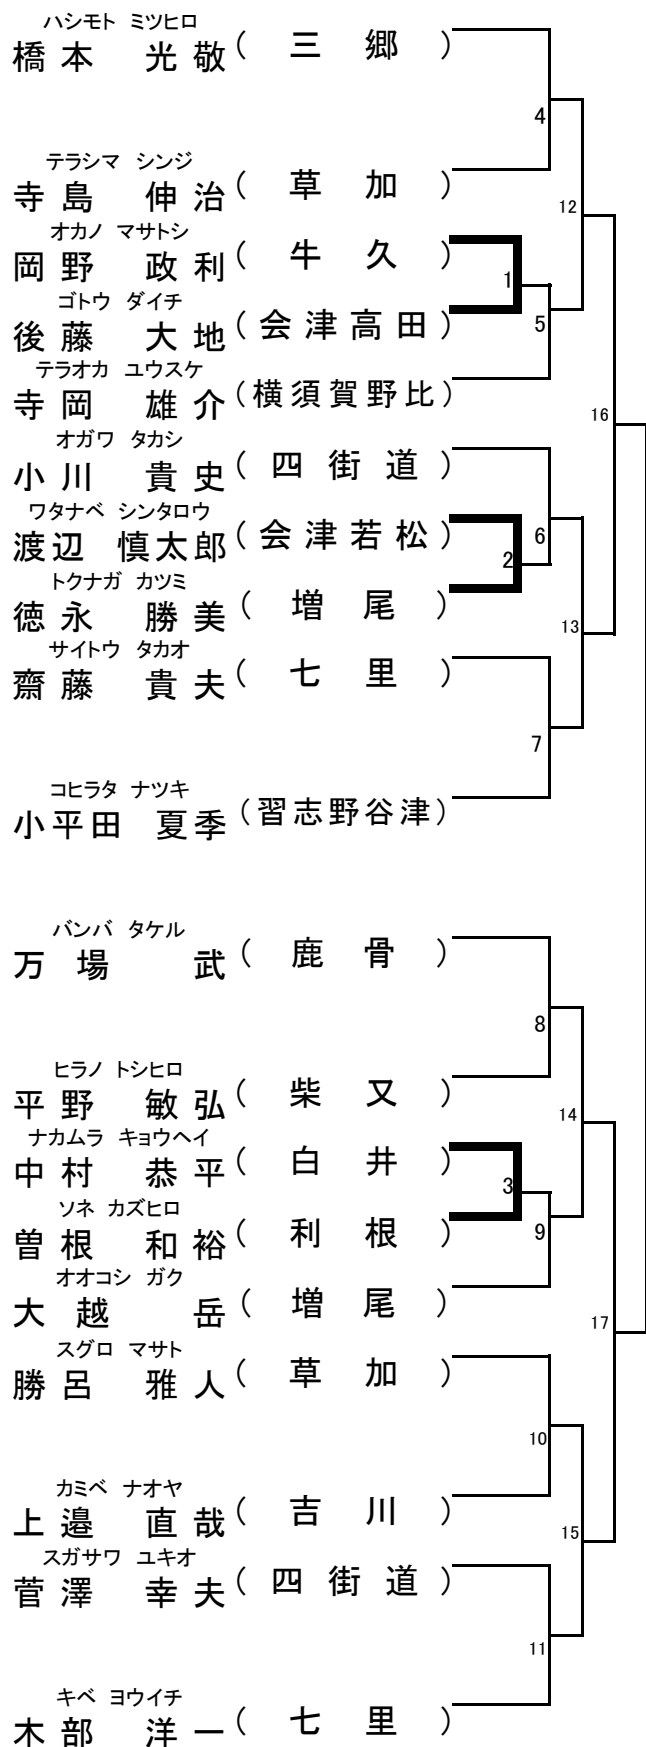 ハシモト ミツヒロ
橋本 光敬 ( 三 郷 )
4
テラシマ シンジ
寺島 伸治 ( 草 加 )
12
オカノ マサトシ
岡野 政利 ( 牛 久 )
1
ゴトウ ダイチ
後藤 大地 (会津高田)
5
テラオカ ユウスケ
寺岡 雄介 (横須賀野比)
16
オガワ タカシ
小川 貴史 ( 四街道 )
ワタナベ シンタロウ
渡辺 慎太郎 (会津若松)
6
2
トクナガ カツミ
徳永 勝美 ( 増 尾 )
13
サイトウ タカオ
齋藤 貴夫 ( 七 里 )
7
コヒラタ ナツキ
小平田 夏季 (習志野谷津)
バンバ タケル
万場 武 ( 鹿 骨 )
8
ヒラノ トシヒロ
平野 敏弘 ( 柴 又 )
14
ナカムラ キョウヘイ
中村 恭平 ( 白 井 )
3
ソネ カズヒロ
曽根 和裕 ( 利 根 )
9
オオコシ ガク
大越 岳 ( 増 尾 )
17
スグロ マサト
勝呂 雅人 ( 草 加 )
10
カミベ ナオヤ
上邉 直哉 ( 吉 川 )
15
スガサワ ユキオ
菅澤 幸夫 ( 四街道 )
11
キベ ヨウイチ
木部 洋一 ( 七 里 )